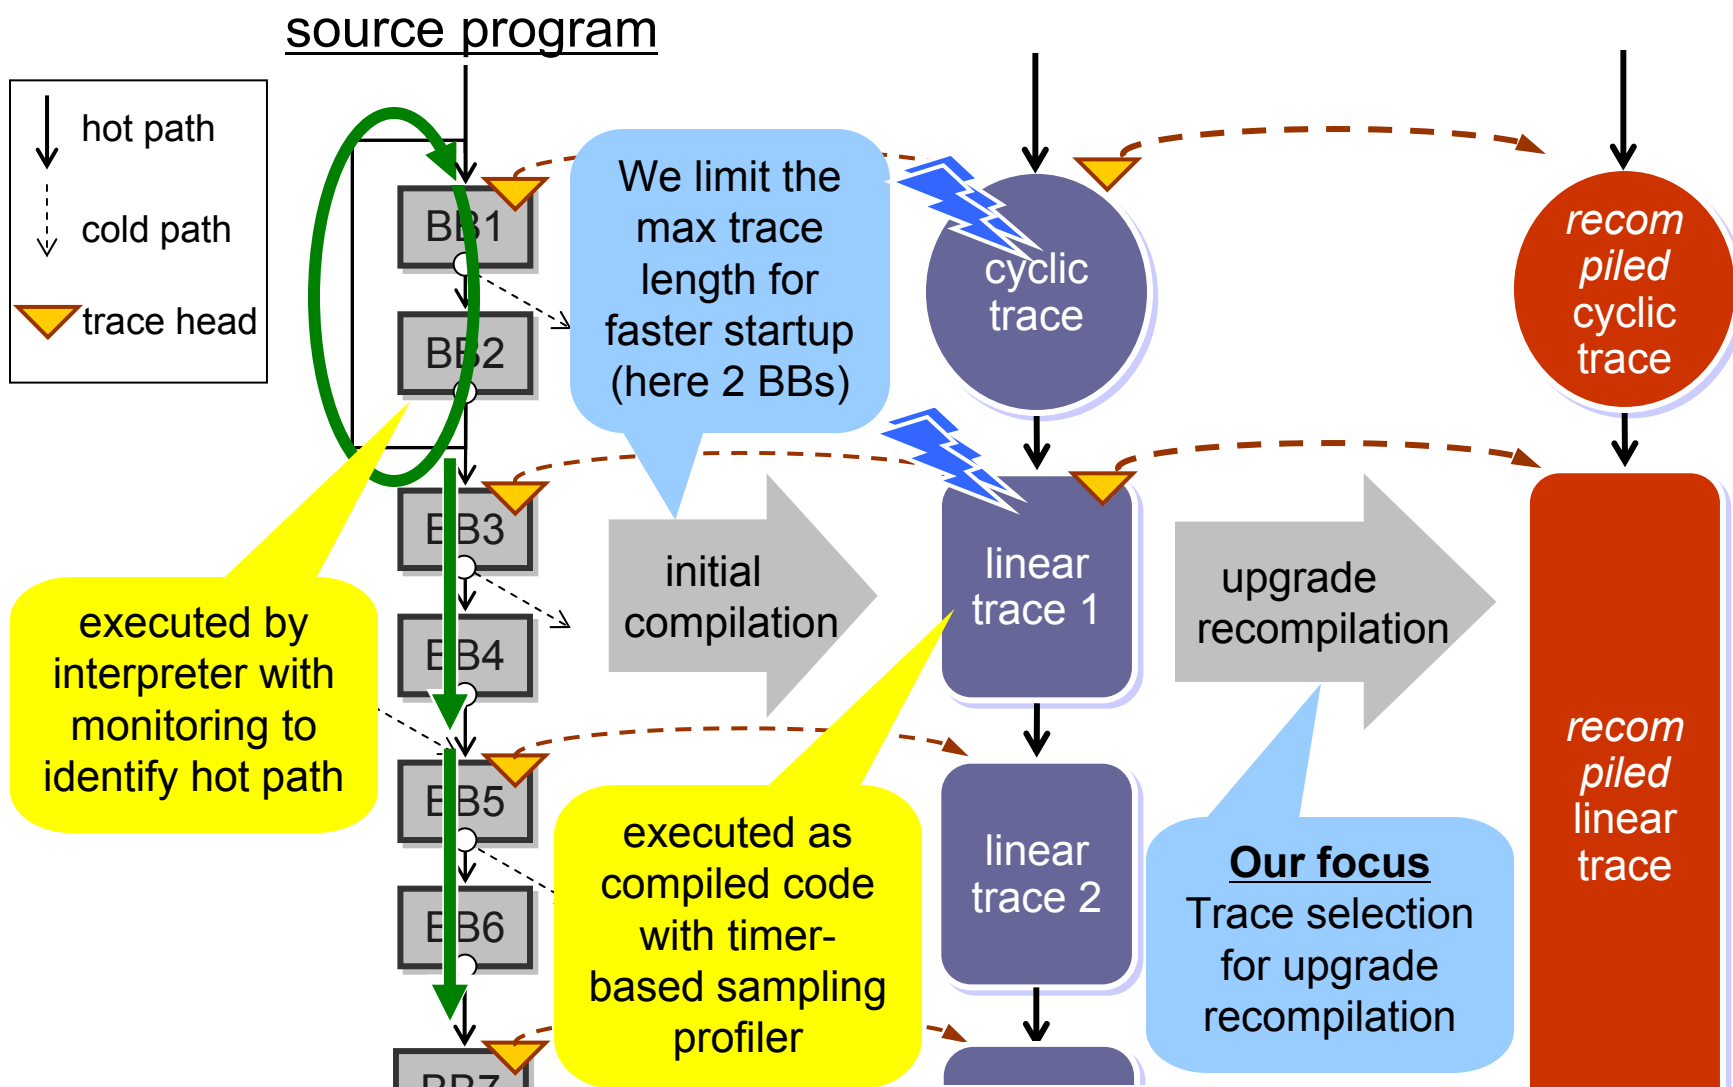 source program
hot path
cold path
trace head
BB1
BB2
BB3
BB4
BB5
BB6
BB7
We limit the
max trace
length for
faster startup
(here 2 BBs)
executed by
interpreter with
monitoring to
identify hot path
initial
compilation
executed as
compiled code
with timer-
based sampling
profiler
cyclic
trace
linear
trace 1
linear
trace 2
upgrade
recompilation
Our focus
Trace selection
for upgrade
recompilation
recom
piled
cyclic
trace
recom
piled
linear
trace